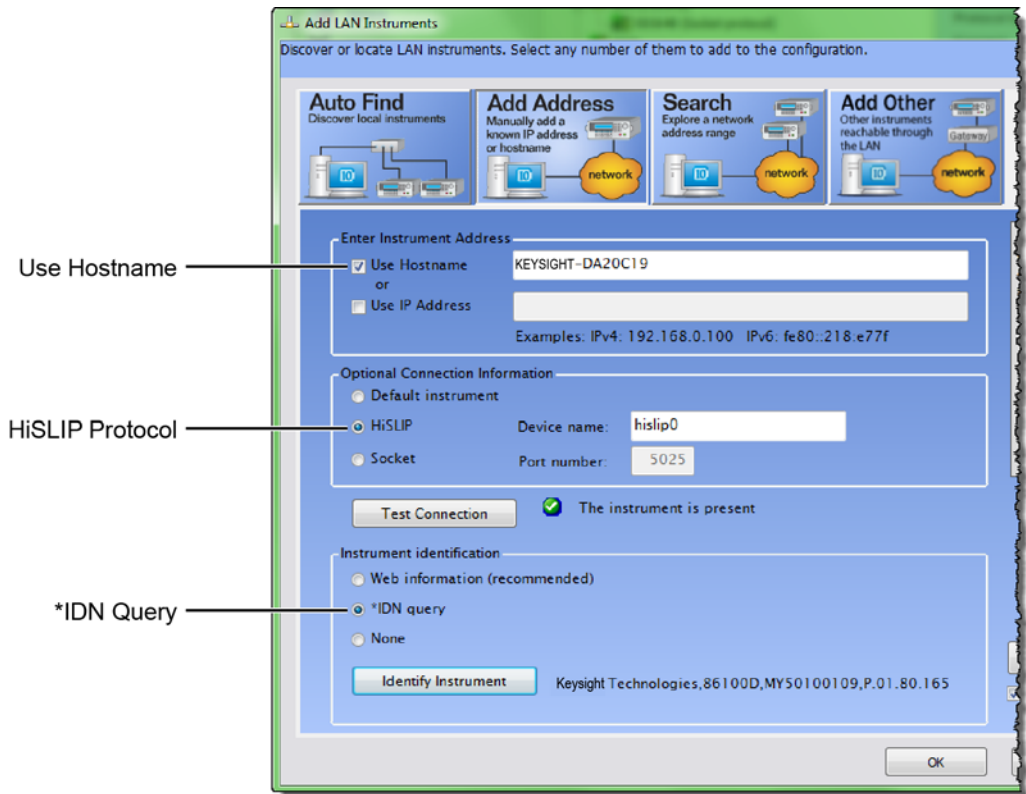 Add LAN Instruments
Discover or locate LAN instruments. Select any number of them to add to the configuration.
Auto Find
Discover local instruments
IO
Add Address
Manually add a
known IP address
or hostname
IO
network
Search
Explore a network
address range
IO
network
Add Other
Other instruments
reachable through
the LAN
Gateway
IO
network
Enter Instrument Address
Use Hostname
Use Hostname
KEYSIGHT-DA20C19
or
Use IP Address
Examples: IPv4: 192.168.0.100 IPv6: fe80::218:e77f
Optional Connection Information
Default instrument
HiSLIP Protocol
HiSLIP
Device name:
hislip0
Socket
Port number:
5025
Test Connection
The instrument is present
Instrument identification
Web information (recommended)
*IDN Query
*IDN query
None
Identify Instrument
Keysight Technologies,86100D,MY50100109,P.01.80.165
OK